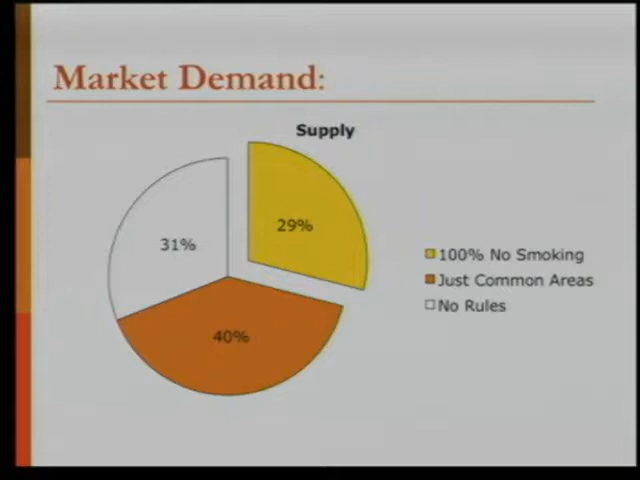 Market Demand:
Supply
29%
31%
40%
100% No Smoking
Just Common Areas
No Rules